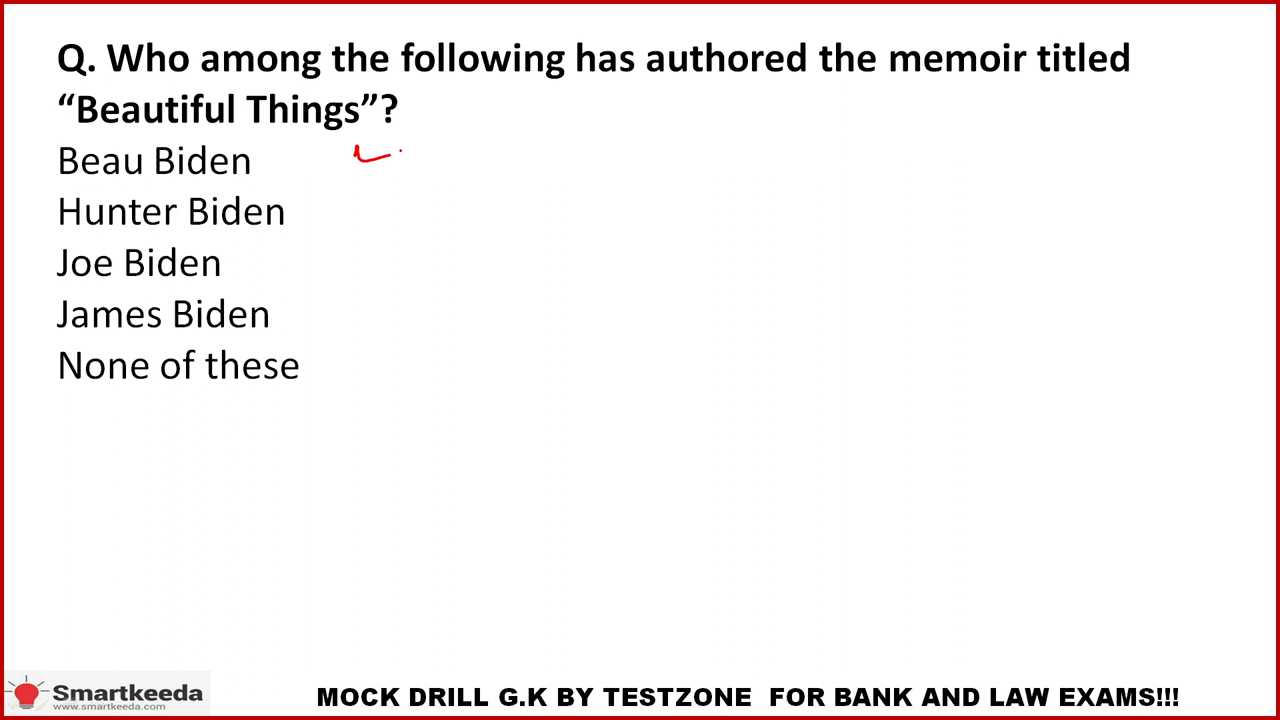 Q. Who among the following has authored the memoir titled
“Beautiful Things”?
Beau Biden
Hunter Biden
Joe Biden
James Biden
None of these
Smartkeeda
www.smartkeeda.com
MOCK DRILL G.K BY TESTZONE FOR BANK AND LAW EXAMS!!!